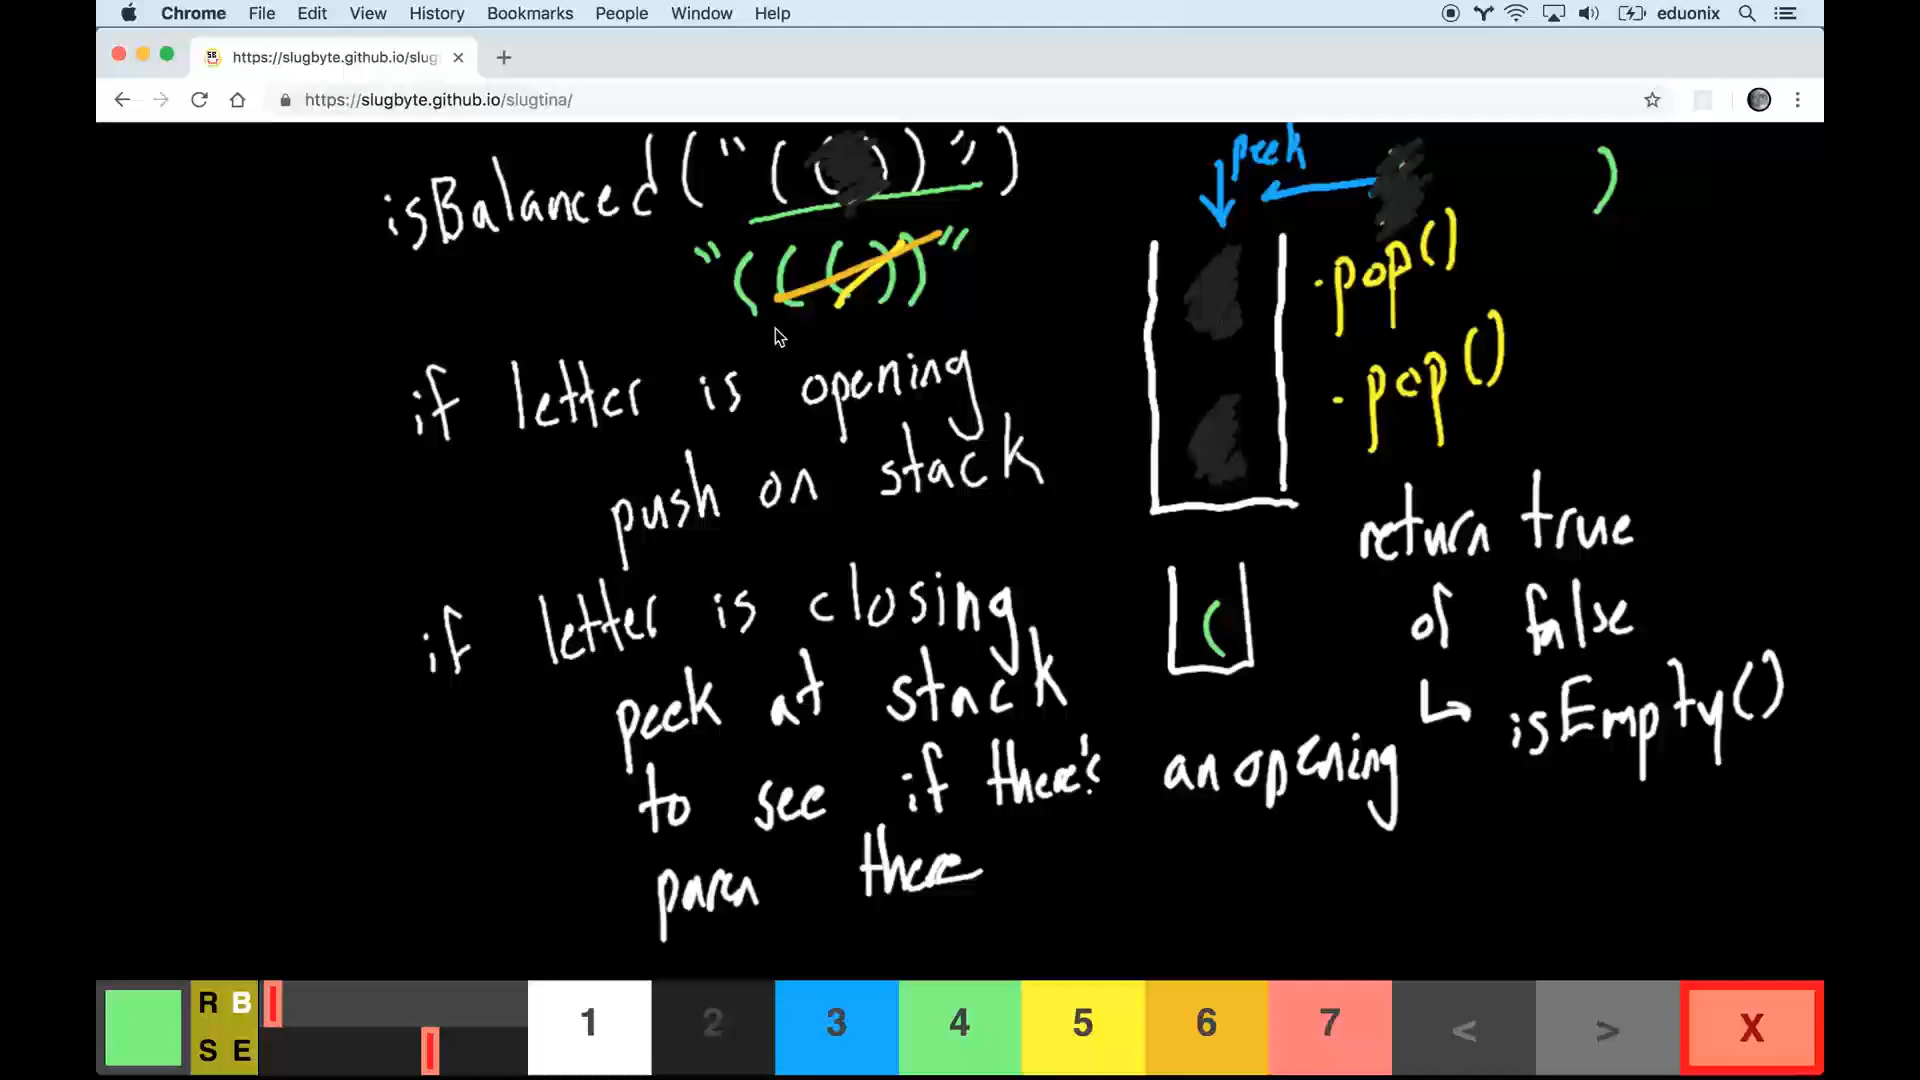 Chrome File Edit View History Bookmarks People Window Help eduonix
https://slugbyte.github.io/slug
https://slugbyte.github.io/slugtina/
isBalanced("(())")
"((())"
peek
)
.pop()
.pop()
if letter is opening
push on stack
if letter is closing
peek at stack
to see if there's an opening
paren there
(
return true
of false
↳ isEmpty()
R B
S E
1 2 3 4 5 6 7 < > X